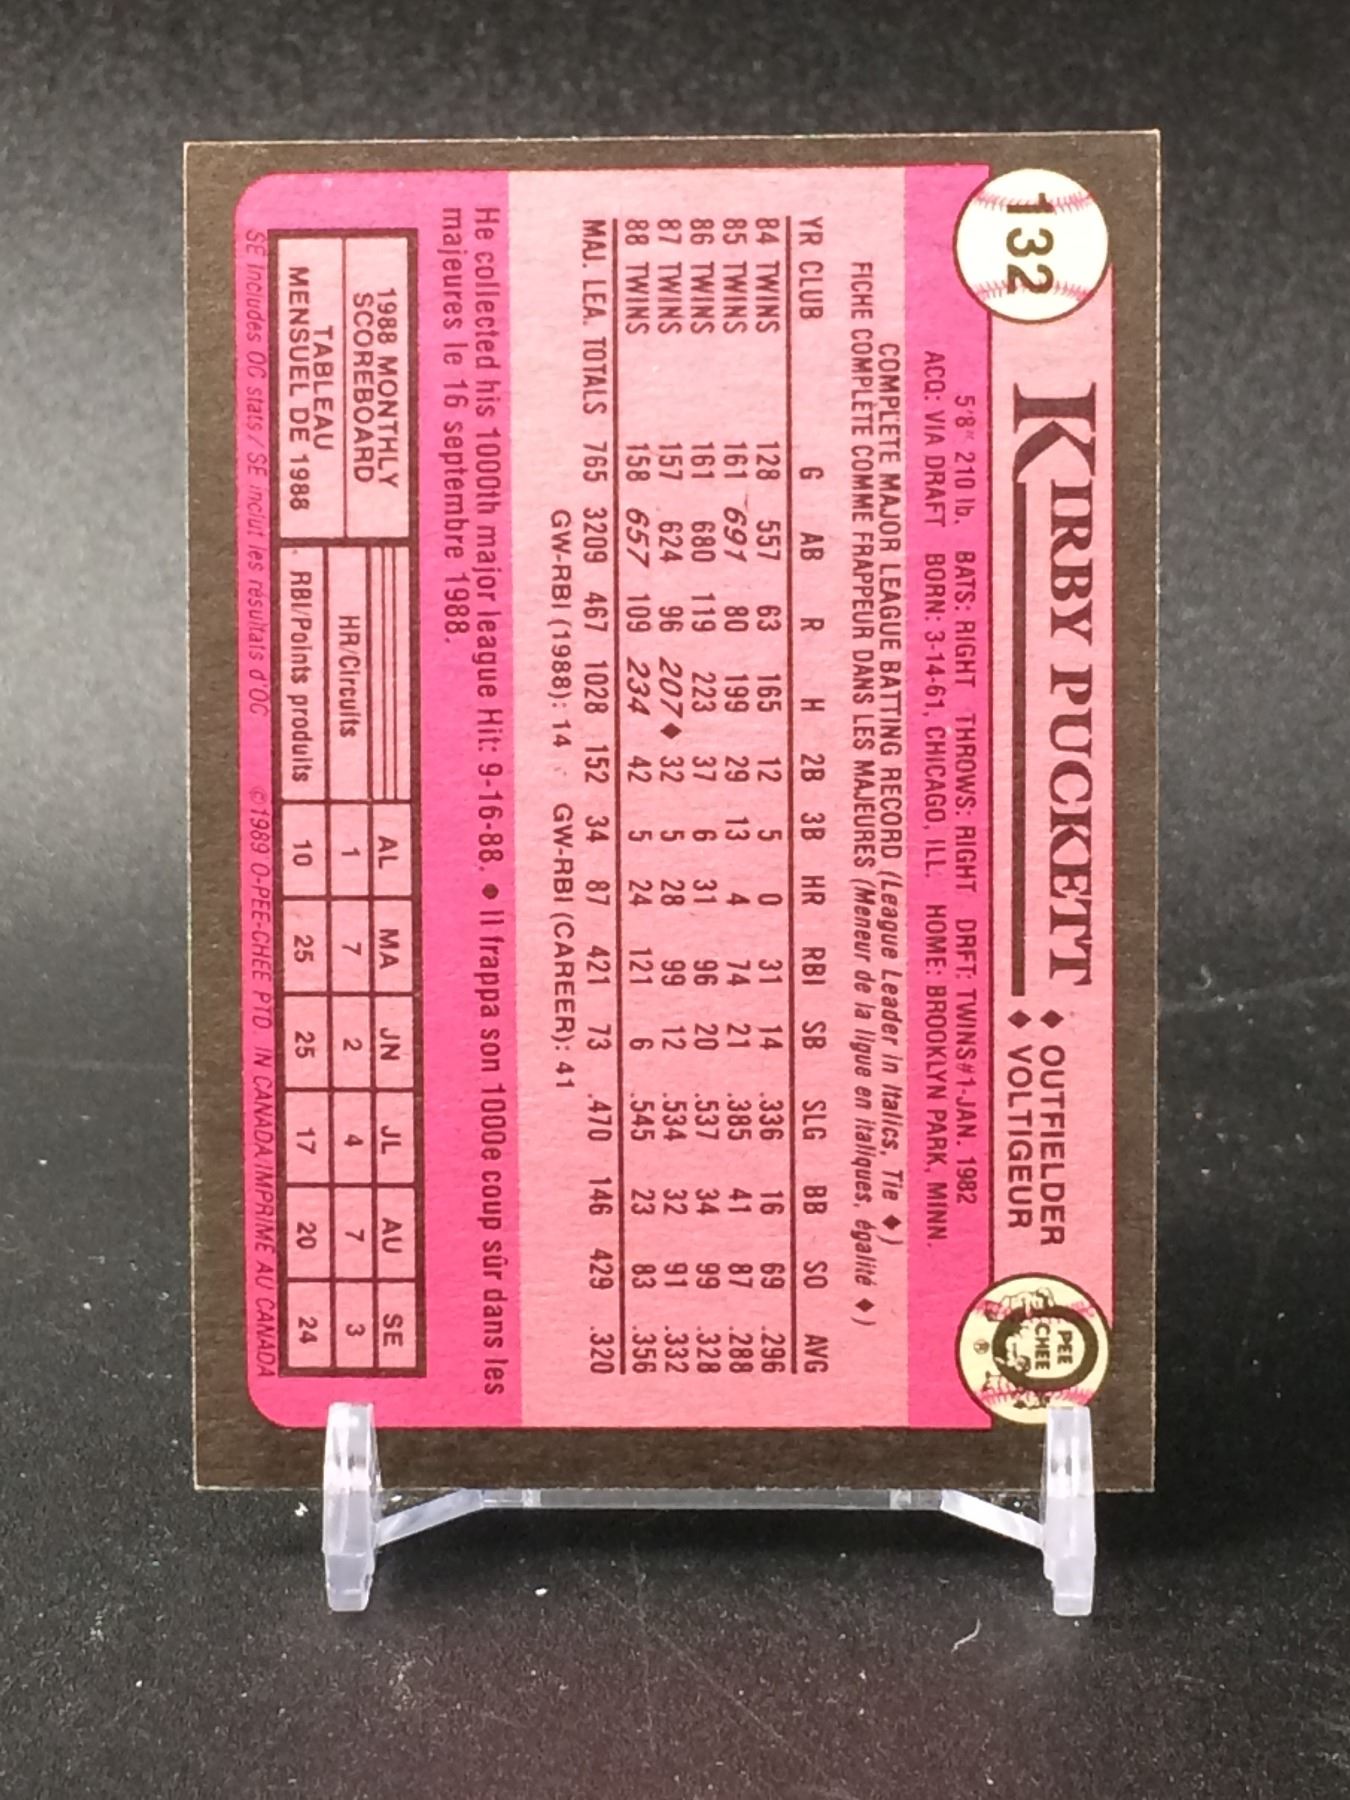 132
KIRBY PUCKETT
♦ OUTFIELDER
♦ VOLTIGEUR
O PEE CHEE ®
5'8" 210 lb. BATS: RIGHT THROWS: RIGHT DRFT: TWINS#1-JAN. 1982
ACQ: VIA DRAFT BORN: 3-14-61, CHICAGO, ILL. HOME: BROOKLYN PARK, MINN.
COMPLETE MAJOR LEAGUE BATTING RECORD (League Leader in Italics, Tie ♦)
FICHE COMPLÈTE COMME FRAPPEUR DANS LES MAJEURES (Meneur de la ligue en italiques, égalité ♦)
YR CLUB G AB R H 2B 3B HR RBI SB SLG BB SO AVG
84 TWINS 128 557 63 165 12 5 0 31 14 .336 16 69 .296
85 TWINS 161 691 80 199 29 13 4 74 21 .385 41 87 .288
86 TWINS 161 680 119 223 37 6 31 96 20 .537 34 99 .328
87 TWINS 157 624 96 207♦ 32 5 28 99 12 .534 32 91 .332
88 TWINS 158 657 109 234 42 5 24 121 6 .545 23 83 .356
MAJ. LEA. TOTALS 765 3209 467 1028 152 34 87 421 73 .470 146 429 .320
GW-RBI (1988): 14 GW-RBI (CAREER): 41
He collected his 1000th major league Hit: 9-16-88. ♦ Il frappa son 1000e coup sûr dans les
majeures le 16 septembre 1988.
1988 MONTHLY
SCOREBOARD
TABLEAU
MENSUEL DE 1988
AL MA JN JL AU SE
HR/Circuits 1 7 2 4 7 3
RBI/Points produits 10 25 25 17 20 24
SE includes OC stats / SE inclut les résultats d'OC ©1989 O-PEE-CHEE PTD. IN CANADA/IMPRIMÉ AU CANADA